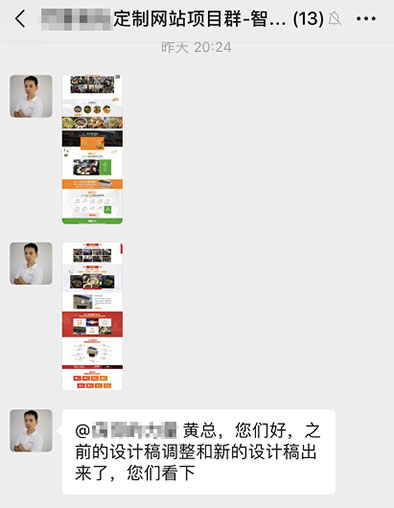 定制网站项目群-智... (13)
昨天 20:24
@ 黄总，您们好，之
前的设计稿调整和新的设计稿出
来了，您们看下